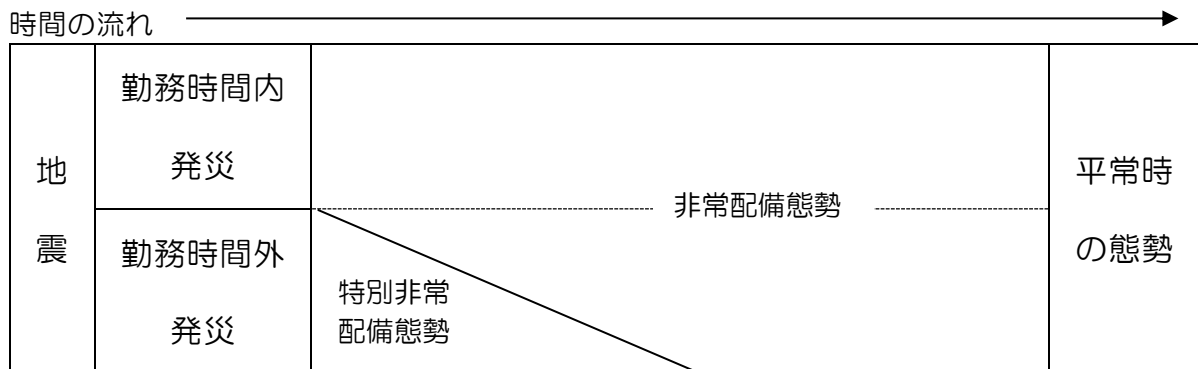 時間の流れ
地
震
勤務時間内
発災
勤務時間外
発災
特別非常
配備態勢
非常配備態勢
平常時
の態勢